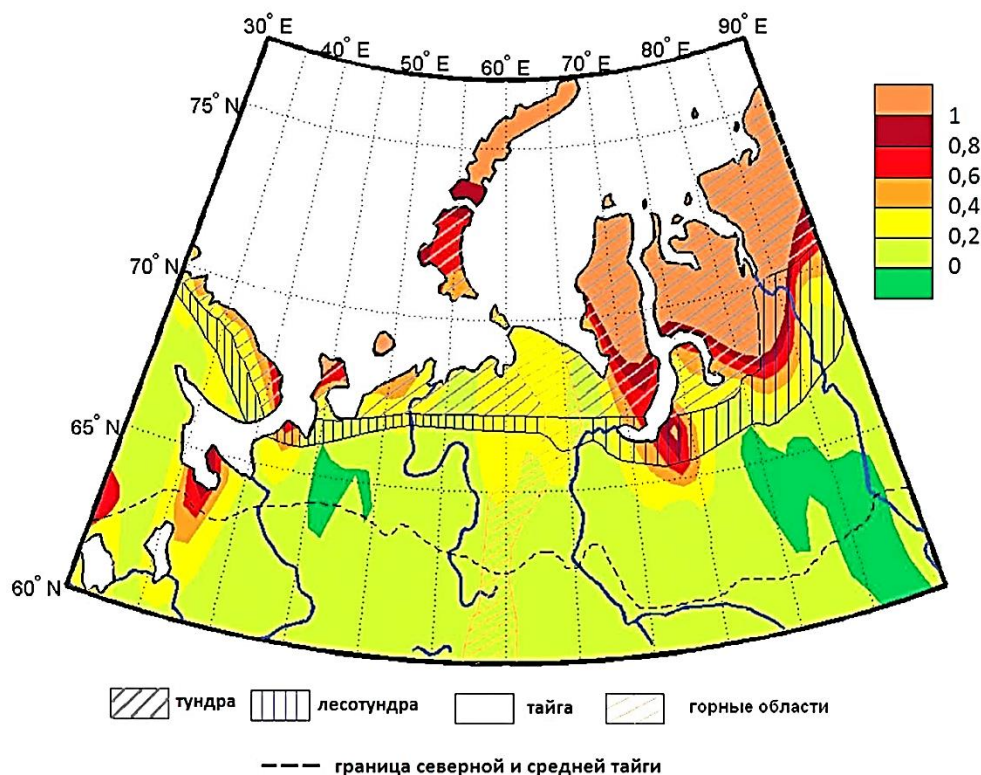 30° E
40° E
50° E
60° E
70° E
80° E
90° E
75° N
70° N
65° N
60° N
1
0,8
0,6
0,4
0,2
0
тундра
лесотундра
тайга
горные области
граница северной и средней тайги